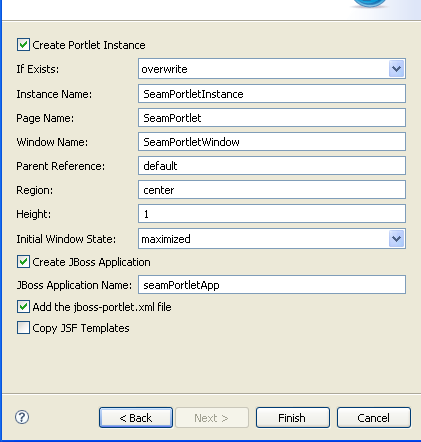 Create Portlet Instance
If Exists: overwrite
Instance Name: SeamPortletInstance
Page Name: SeamPortlet
Window Name: SeamPortletWindow
Parent Reference: default
Region: center
Height: 1
Initial Window State: maximized
Create JBoss Application
JBoss Application Name: seamPortletApp
Add the jboss-portlet.xml file
Copy JSF Templates
? < Back Next > Finish Cancel